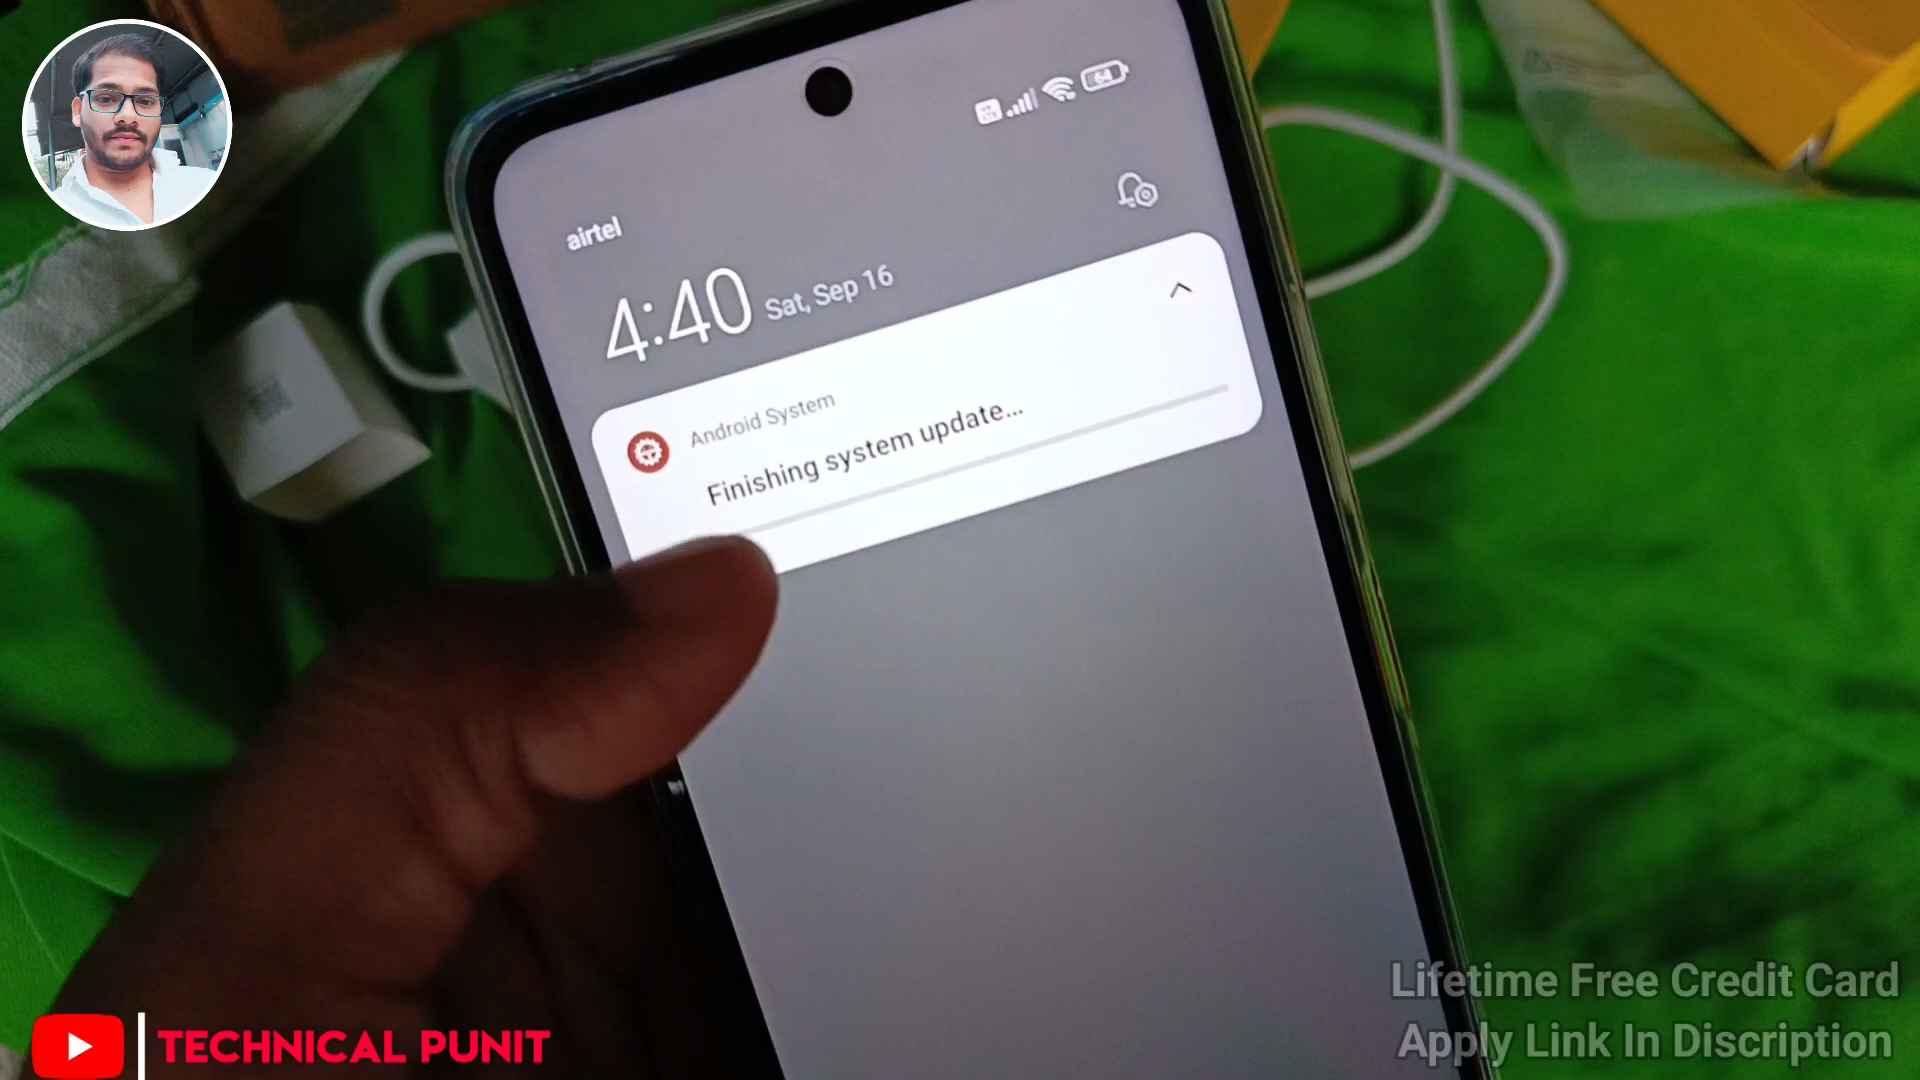 64
airtel
4:40 Sat, Sep 16
Android System
Finishing system update...
TECHNICAL PUNIT
Lifetime Free Credit Card
Apply Link In Discription